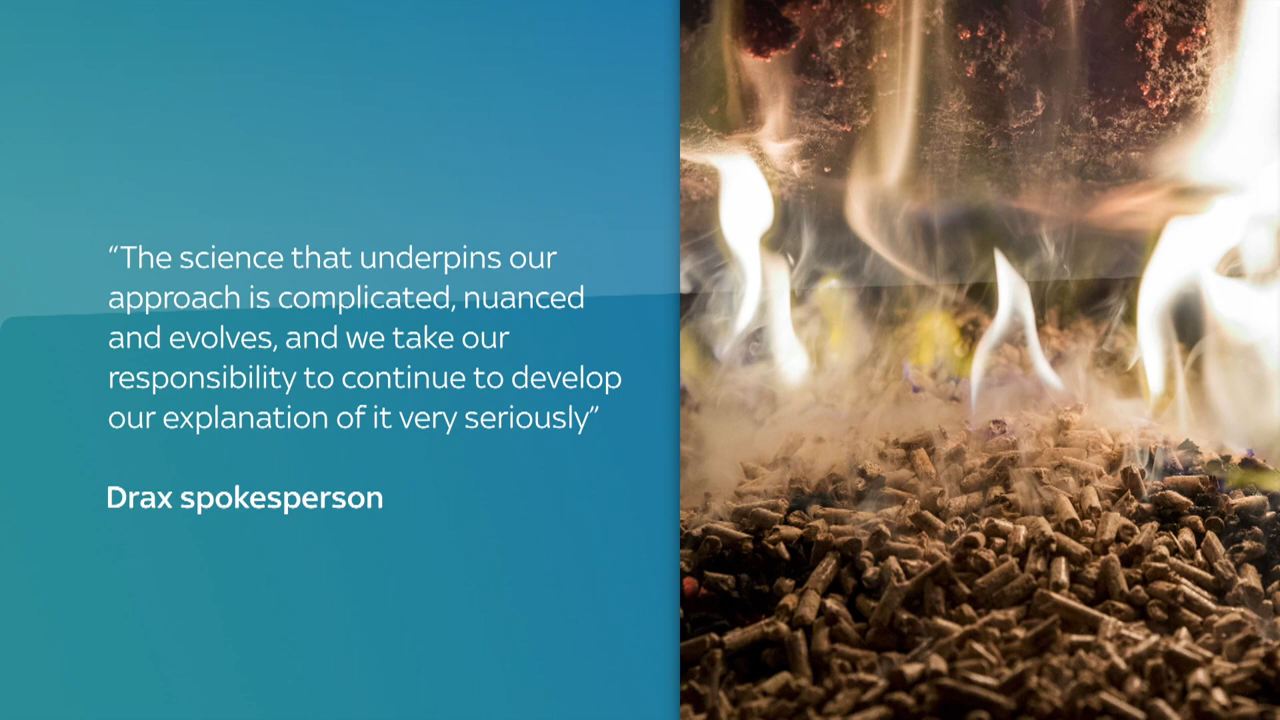 “The science that underpins our
approach is complicated, nuanced
and evolves, and we take our
responsibility to continue to develop
our explanation of it very seriously”
Drax spokesperson